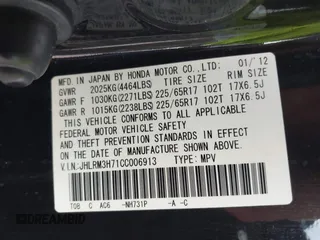 MFD. IN JAPAN BY HONDA MOTOR CO.,LTD. 01/'12
GVWR 2025KG(4464LBS) TIRE SIZE RIM SIZE
GAWR F 1030KG(2271LBS) 225/65R17 102T 17X6.5J
GAWR R 1015KG(2238LBS) 225/65R17 102T 17X6.5J
THIS VEHICLE CONFORMS TO ALL APPLICABLE
FEDERAL MOTOR VEHICLE SAFETY
AND THEFT PREVENTION STANDARDS IN EFFECT
ON THE DATE OF MANUFACTURE SHOWN ABOVE.
V.I.N.:JHLRM3H71CC006913 TYPE: MPV
T0B C AC6 -NH731P -A -C
DREAMBID